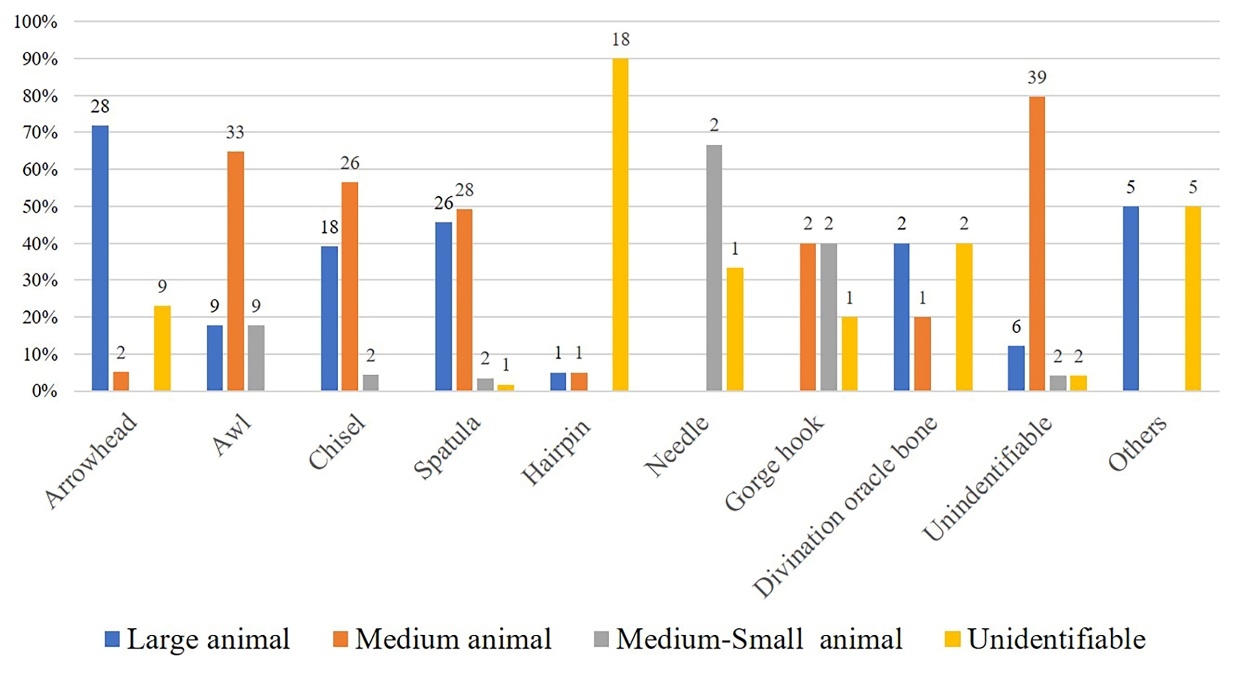 100%
90%
80%
70%
60%
50%
40%
30%
20%
10%
0%
28
2
9
9
33
9
18
26
2
26
28
2
1
1
1
18
2
1
2
2
1
2
1
2
6
39
2
2
5
5
Arrowhead
Awl
Chisel
Spatula
Hairpin
Needle
Gorge hook
Divination oracle bone
Unindentifiable
Others
Large animal
Medium animal
Medium-Small animal
Unidentifiable